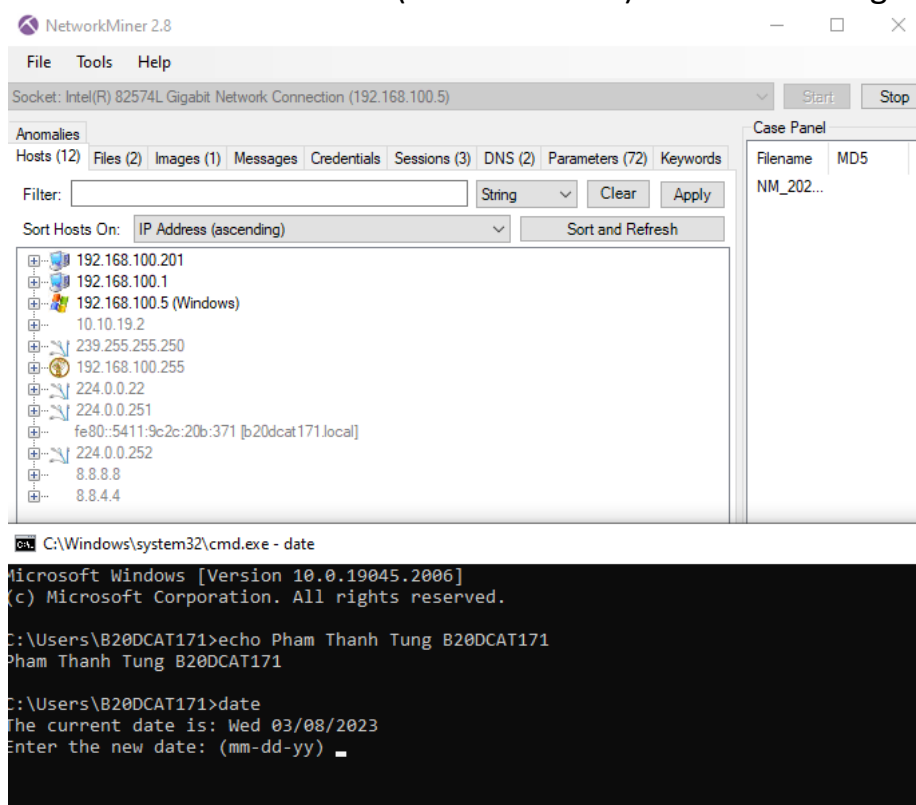 NetworkMiner 2.8
File Tools Help
Socket: Intel(R) 82574L Gigabit Network Connection (192.168.100.5) Start Stop
Anomalies
Hosts (12) Files (2) Images (1) Messages Credentials Sessions (3) DNS (2) Parameters (72) Keywords
Filter: String Clear Apply
Sort Hosts On: IP Address (ascending) Sort and Refresh
192.168.100.201
192.168.100.1
192.168.100.5 (Windows)
10.10.19.2
239.255.255.250
192.168.100.255
224.0.0.22
224.0.0.251
fe80::5411:9c2c:20b:371 [b20dcat171.local]
224.0.0.252
8.8.8.8
8.8.4.4
Case Panel
Filename MD5
NM_202...
C:\Windows\system32\cmd.exe - date
Microsoft Windows [Version 10.0.19045.2006]
(c) Microsoft Corporation. All rights reserved.
C:\Users\B20DCAT171>echo Pham Thanh Tung B20DCAT171
Pham Thanh Tung B20DCAT171
C:\Users\B20DCAT171>date
The current date is: Wed 03/08/2023
Enter the new date: (mm-dd-yy)